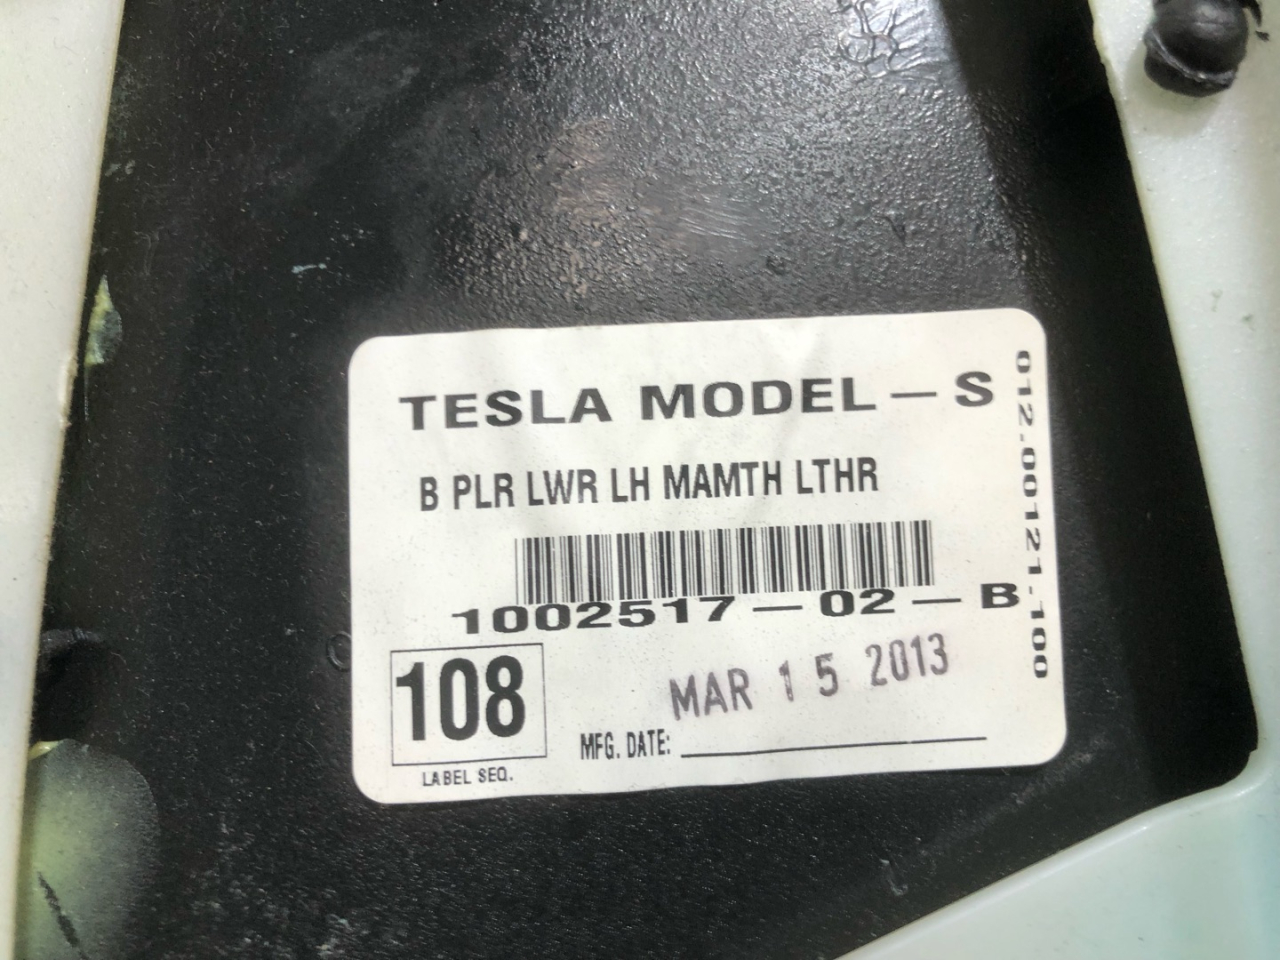 TESLA MODEL – S
B PLR LWR LH MAMTH LTHR
1002517 – 02 – B
108
LABEL SEQ.
MAR 15 2013
MFG. DATE:
012.00121.100